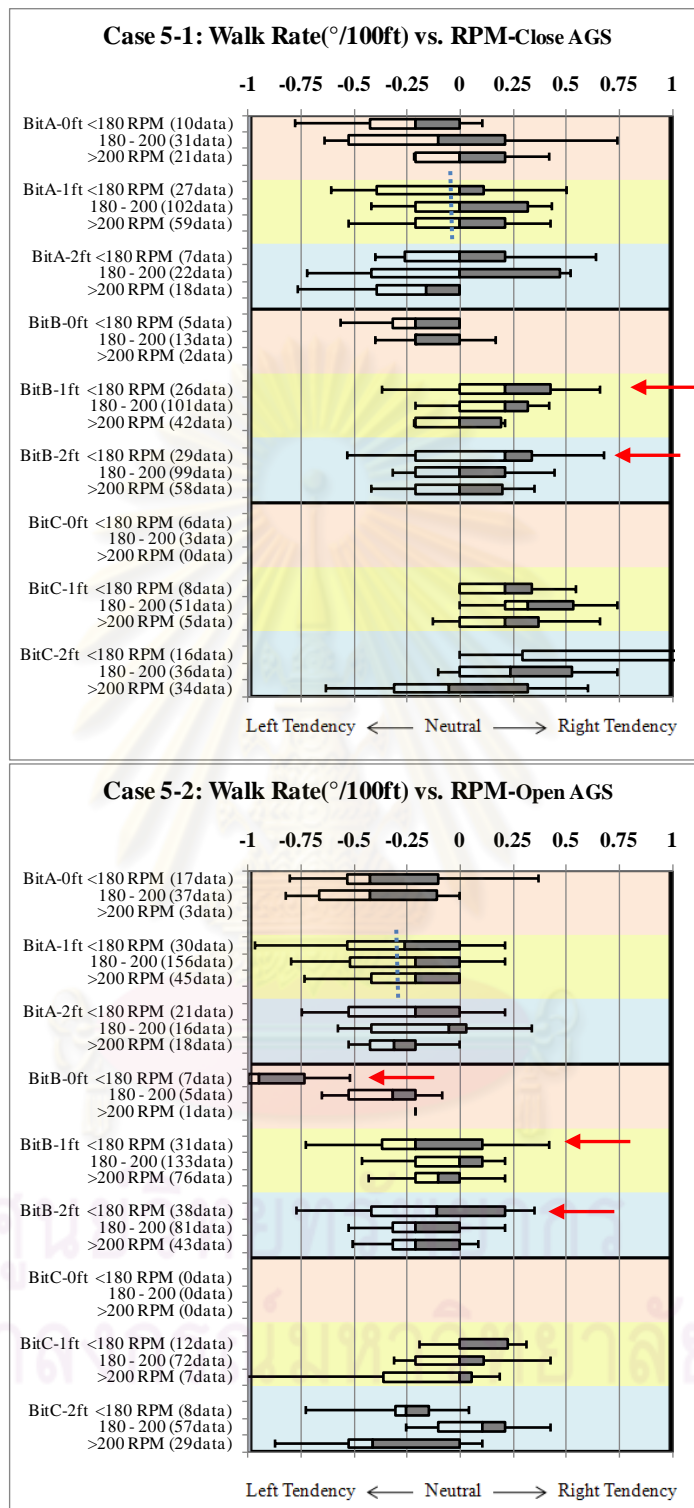 Case 5-1: Walk Rate(°/100ft) vs. RPM-Close AGS
-1 -0.75 -0.5 -0.25 0 0.25 0.5 0.75 1
BitA-0ft <180 RPM (10data)
180 - 200 (31data)
>200 RPM (21data)
BitA-1ft <180 RPM (27data)
180 - 200 (102data)
>200 RPM (59data)
BitA-2ft <180 RPM (7data)
180 - 200 (22data)
>200 RPM (18data)
BitB-0ft <180 RPM (5data)
180 - 200 (13data)
>200 RPM (2data)
BitB-1ft <180 RPM (26data)
180 - 200 (101data)
>200 RPM (42data)
BitB-2ft <180 RPM (29data)
180 - 200 (99data)
>200 RPM (58data)
BitC-0ft <180 RPM (6data)
180 - 200 (3data)
>200 RPM (0data)
BitC-1ft <180 RPM (8data)
180 - 200 (51data)
>200 RPM (5data)
BitC-2ft <180 RPM (16data)
180 - 200 (36data)
>200 RPM (34data)
Left Tendency ← Neutral → Right Tendency
Case 5-2: Walk Rate(°/100ft) vs. RPM-Open AGS
-1 -0.75 -0.5 -0.25 0 0.25 0.5 0.75 1
BitA-0ft <180 RPM (17data)
180 - 200 (37data)
>200 RPM (3data)
BitA-1ft <180 RPM (30data)
180 - 200 (156data)
>200 RPM (45data)
BitA-2ft <180 RPM (21data)
180 - 200 (16data)
>200 RPM (18data)
BitB-0ft <180 RPM (7data)
180 - 200 (5data)
>200 RPM (1data)
BitB-1ft <180 RPM (31data)
180 - 200 (133data)
>200 RPM (76data)
BitB-2ft <180 RPM (38data)
180 - 200 (81data)
>200 RPM (43data)
ศูนย์วิทยทรัพยากร
BitC-0ft <180 RPM (0data)
180 - 200 (0data)
>200 RPM (0data)
BitC-1ft <180 RPM (12data)
180 - 200 (72data)
>200 RPM (7data)
BitC-2ft <180 RPM (8data)
180 - 200 (57data)
>200 RPM (29data)
Left Tendency ← Neutral → Right Tendency